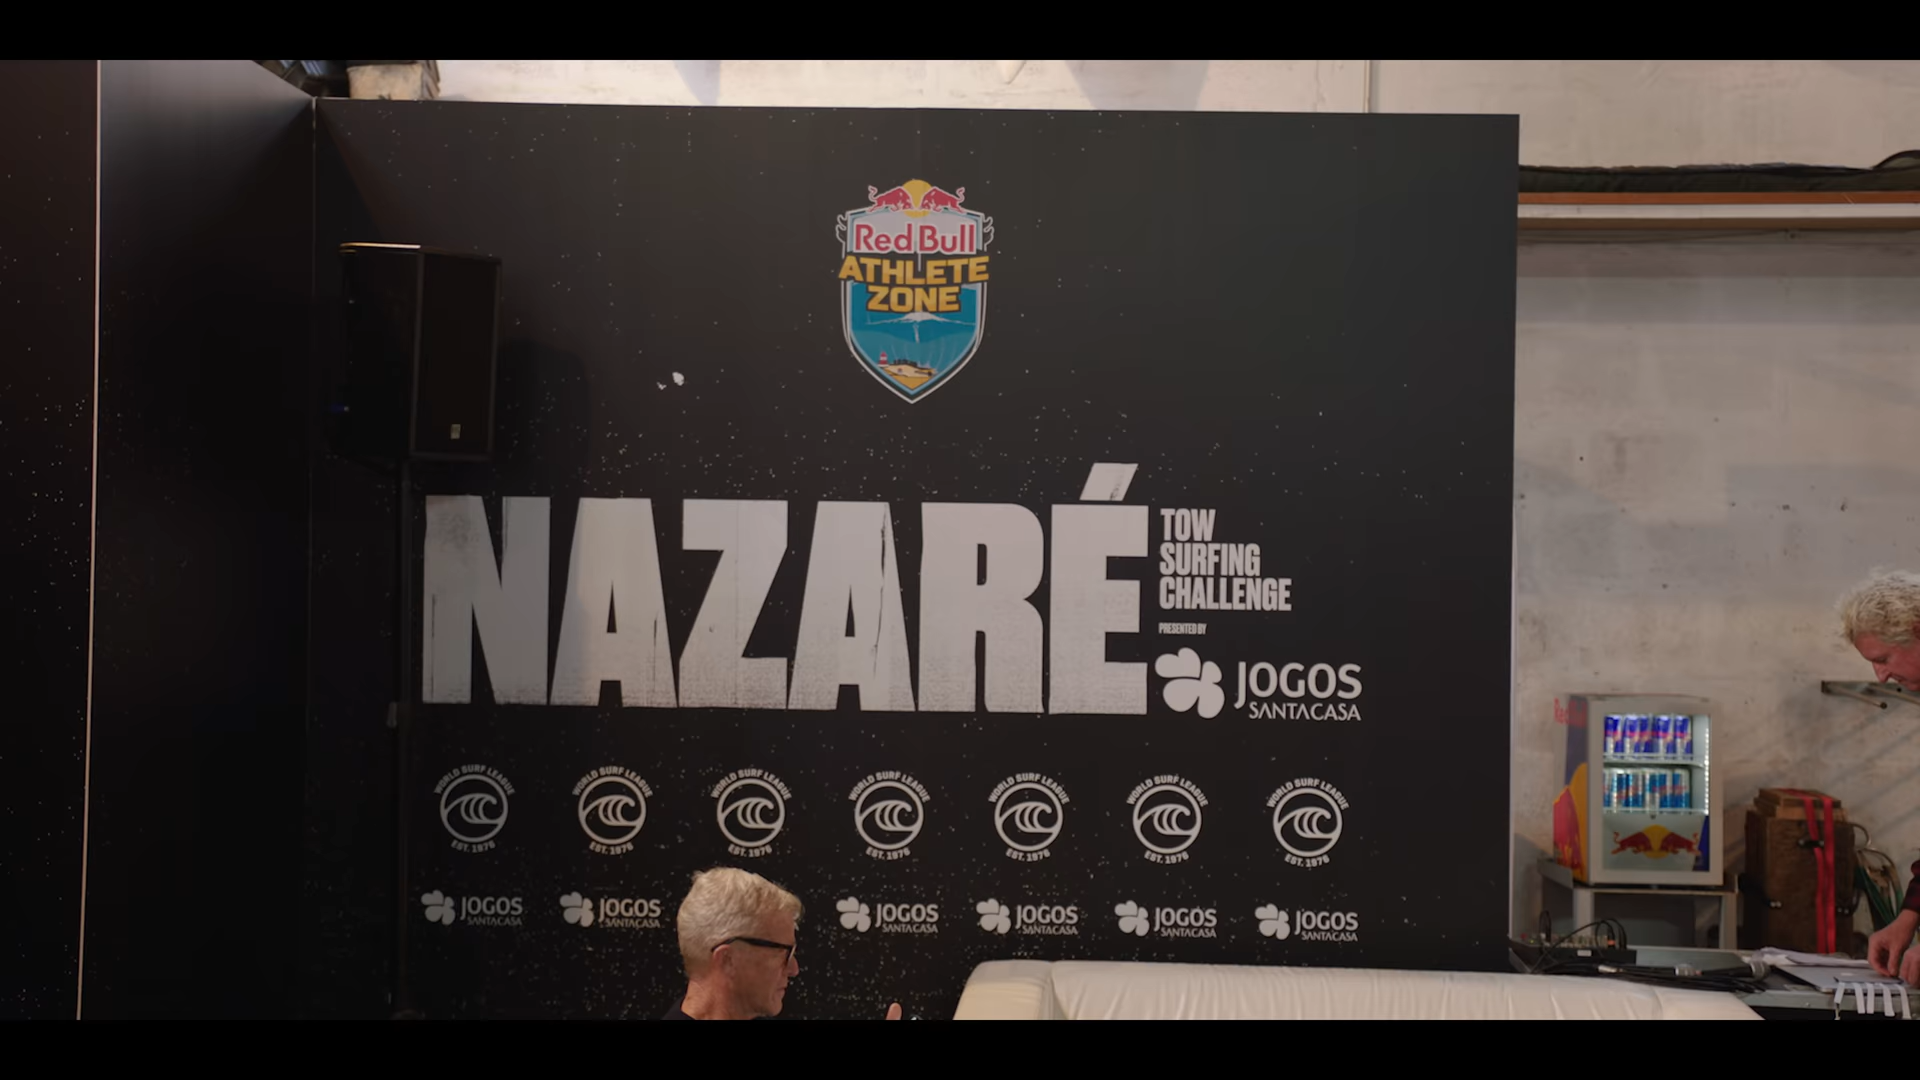 Red Bull
ATHLETE
ZONE
NAZARÉ
TOW
SURFING
CHALLENGE
PRESENTED BY
JOGOS
SANTACASA
WORLD SURF LEAGUE
EST. 1976
WORLD SURF LEAGUE
EST. 1976
WORLD SURF LEAGUE
EST. 1976
WORLD SURF LEAGUE
EST. 1976
WORLD SURF LEAGUE
EST. 1976
WORLD SURF LEAGUE
EST. 1976
WORLD SURF LEAGUE
EST. 1976
JOGOS
SANTACASA
JOGOS
SANTACASA
JOGOS
SANTACASA
JOGOS
SANTACASA
JOGOS
SANTACASA
JOGOS
SANTACASA
Red Bull